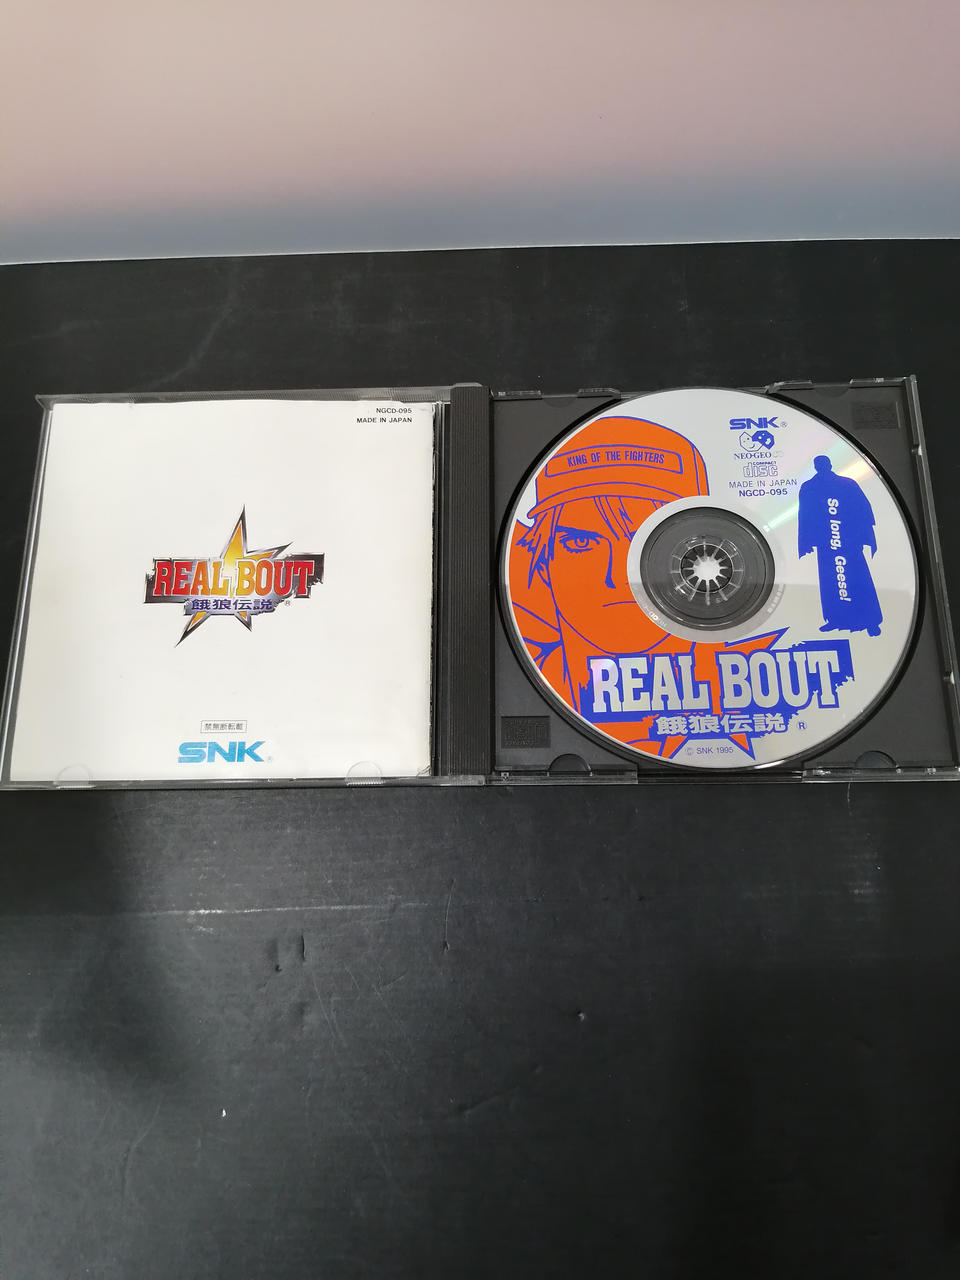 NGCD-095
MADE IN JAPAN
REAL BOUT
餓狼伝説 ®
禁無断転載
SNK ®
KING OF THE FIGHTERS
SNK ®
NEO·GEO CD
COMPACT
disc
MADE IN JAPAN
NGCD-095
So long, Geese!
REAL BOUT
餓狼伝説 ®
© SNK 1995